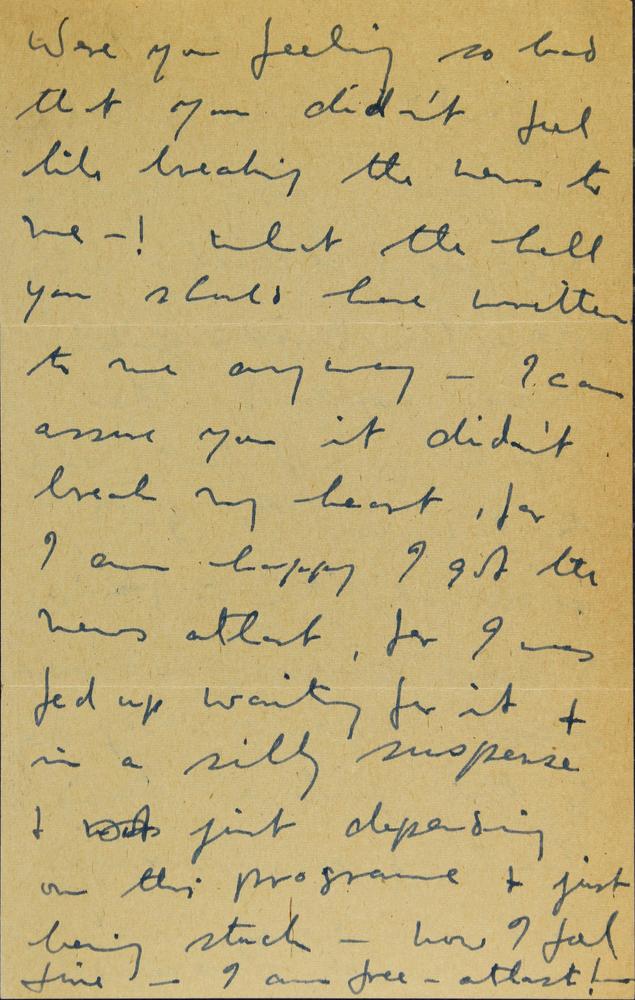 Were you feeling so bad
that you didn't feel
like breaking the news to
me -! what the hell
you should have written
to me anyway - I can
assure you it didn't
break my heart, for
I am happy I got the
news atlast, for I was
fed up waiting for it +
in a silly suspense
+ just depending
on this programe + just
being stuck - now I feel
fine - I am free - atlast! -